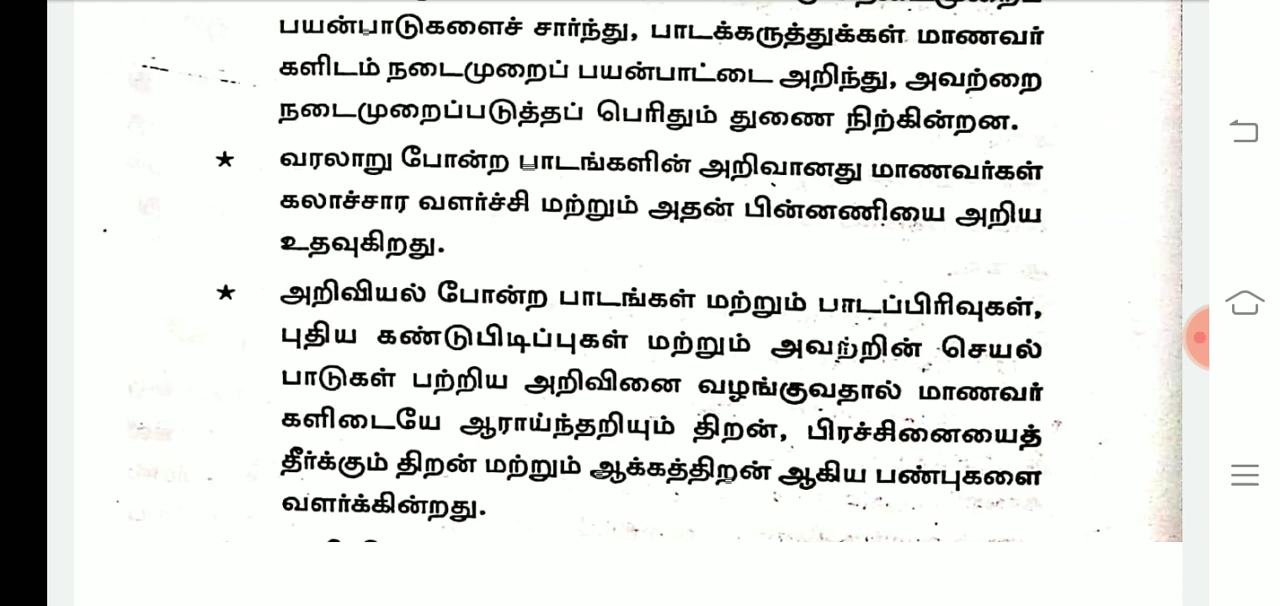 பயன்பாடுகளைச் சார்ந்து, பாடக்கருத்துக்கள் மாணவர்
களிடம் நடைமுறைப் பயன்பாட்டை அறிந்து, அவற்றை
நடைமுறைப்படுத்தப் பெரிதும் துணை நிற்கின்றன.
★ வரலாறு போன்ற பாடங்களின் அறிவானது மாணவர்கள்
கலாச்சார வளர்ச்சி மற்றும் அதன் பின்னணியை அறிய
உதவுகிறது.
★ அறிவியல் போன்ற பாடங்கள் மற்றும் பாடப்பிரிவுகள்,
புதிய கண்டுபிடிப்புகள் மற்றும் அவற்றின் செயல்
பாடுகள் பற்றிய அறிவினை வழங்குவதால் மாணவர்
களிடையே ஆராய்ந்தறியும் திறன், பிரச்சினையைத்
தீர்க்கும் திறன் மற்றும் ஆக்கத்திறன் ஆகிய பண்புகளை
வளர்க்கின்றது.